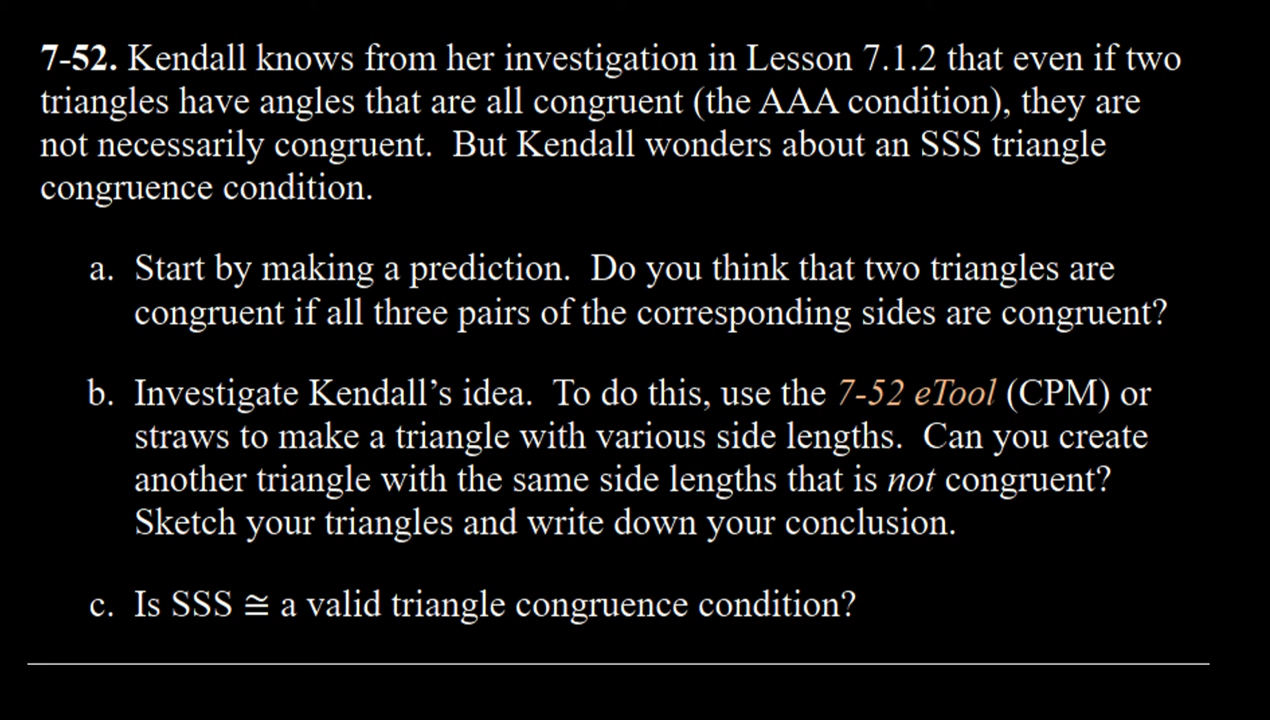 7-52. Kendall knows from her investigation in Lesson 7.1.2 that even if two
triangles have angles that are all congruent (the AAA condition), they are
not necessarily congruent.  But Kendall wonders about an SSS triangle
congruence condition.
a. Start by making a prediction.  Do you think that two triangles are
congruent if all three pairs of the corresponding sides are congruent?
b. Investigate Kendall’s idea.  To do this, use the 7-52 eTool (CPM) or
straws to make a triangle with various side lengths.  Can you create
another triangle with the same side lengths that is not congruent?
Sketch your triangles and write down your conclusion.
c. Is SSS ≅ a valid triangle congruence condition?